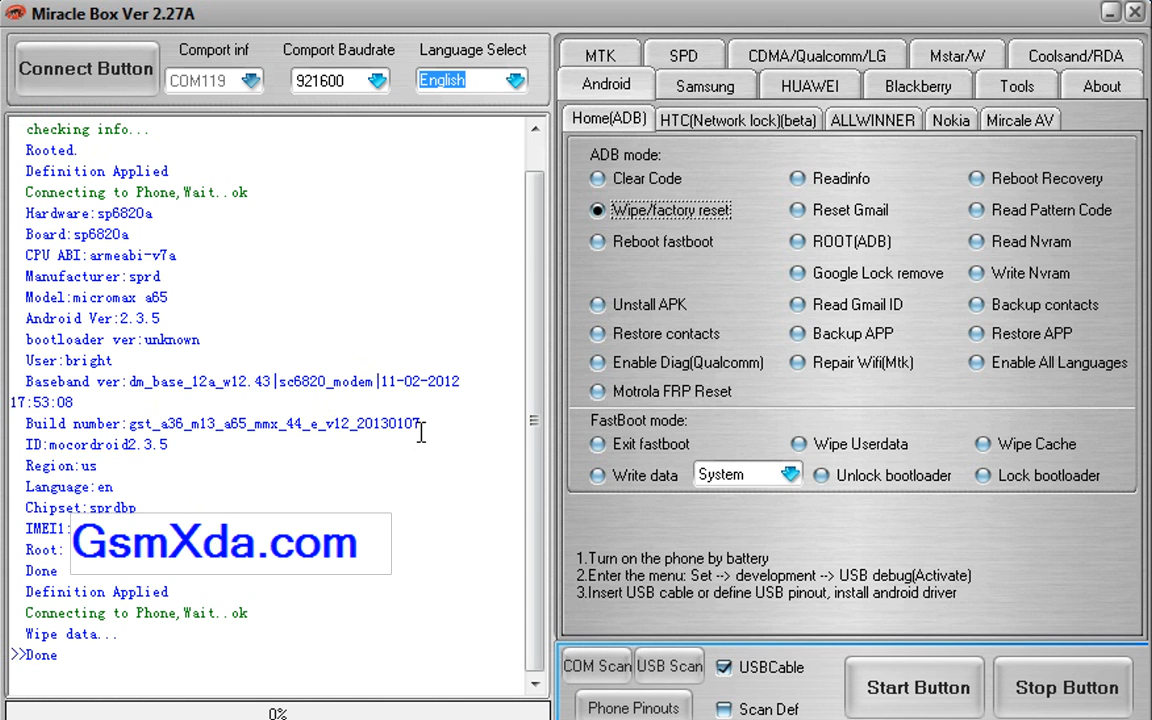 Miracle Box Ver 2.27A
Connect Button
Comport inf
Comport Baudrate
Language Select
COM119
921600
English
checking info...
Rooted.
Definition Applied
Connecting to Phone,Wait..ok
Hardware:sp6820a
Board:sp6820a
CPU ABI:armeabi-v7a
Manufacturer:sprd
Model:micromax a65
Android Ver:2.3.5
bootloader ver:unknown
User:bright
Baseband ver:dm_base_12a_w12.43|sc6820_modem|11-02-2012
17:53:08
Build number:gst_a36_m13_a65_mmx_44_e_v12_20130107
ID:mocordroid2.3.5
Region:us
Language:en
Chipset:sprdbp
IMEI1:
Root:
GsmXda.com
Done
Definition Applied
Connecting to Phone,Wait..ok
Wipe data...
>>Done
0%
MTK
SPD
CDMA/Qualcomm/LG
Mstar/W
Coolsand/RDA
Android
Samsung
HUAWEI
Blackberry
Tools
About
Home(ADB)
HTC(Network lock)(beta)
ALLWINNER
Nokia
Mircale AV
ADB mode:
Clear Code
Readinfo
Reboot Recovery
Wipe/factory reset
Reset Gmail
Read Pattern Code
Reboot fastboot
ROOT(ADB)
Read Nvram
Google Lock remove
Write Nvram
Unstall APK
Read Gmail ID
Backup contacts
Restore contacts
Backup APP
Restore APP
Enable Diag(Qualcomm)
Repair Wifi(Mtk)
Enable All Languages
Motrola FRP Reset
FastBoot mode:
Exit fastboot
Wipe Userdata
Wipe Cache
Write data
System
Unlock bootloader
Lock bootloader
1.Turn on the phone by battery
2.Enter the menu: Set --> development --> USB debug(Activate)
3.Insert USB cable or define USB pinout, install android driver
COM Scan
USB Scan
USBCable
Phone Pinouts
Scan Def
Start Button
Stop Button